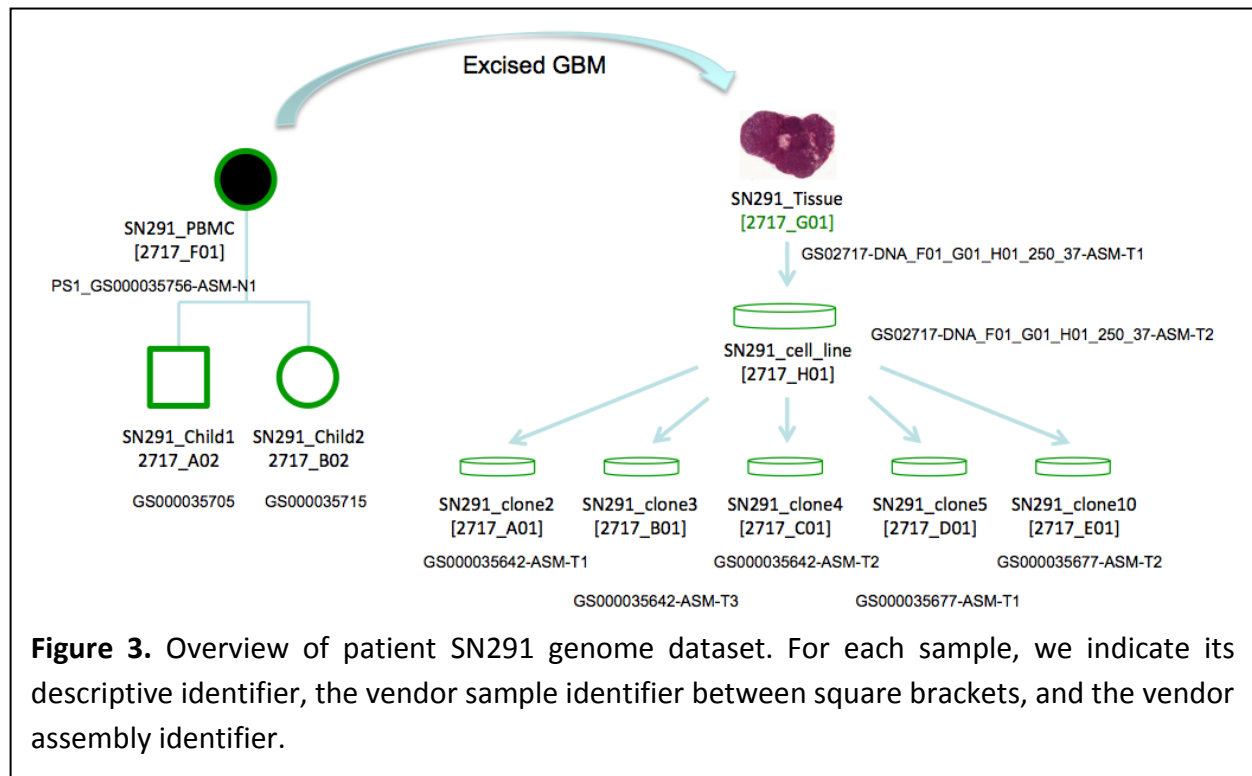 Excised GBM
SN291_PBMC
[2717_F01]
PS1_GS000035756-ASM-N1
SN291_Child1
2717_A02
GS000035705
SN291_Child2
2717_B02
GS000035715
SN291_Tissue
[2717_G01]
GS02717-DNA_F01_G01_H01_250_37-ASM-T1
SN291_cell_line
[2717_H01]
GS02717-DNA_F01_G01_H01_250_37-ASM-T2
SN291_clone2
[2717_A01]
GS000035642-ASM-T1
SN291_clone3
[2717_B01]
GS000035642-ASM-T3
SN291_clone4
[2717_C01]
GS000035642-ASM-T2
SN291_clone5
[2717_D01]
GS000035677-ASM-T1
SN291_clone10
[2717_E01]
GS000035677-ASM-T2
Figure 3. Overview of patient SN291 genome dataset. For each sample, we indicate its
descriptive identifier, the vendor sample identifier between square brackets, and the vendor
assembly identifier.